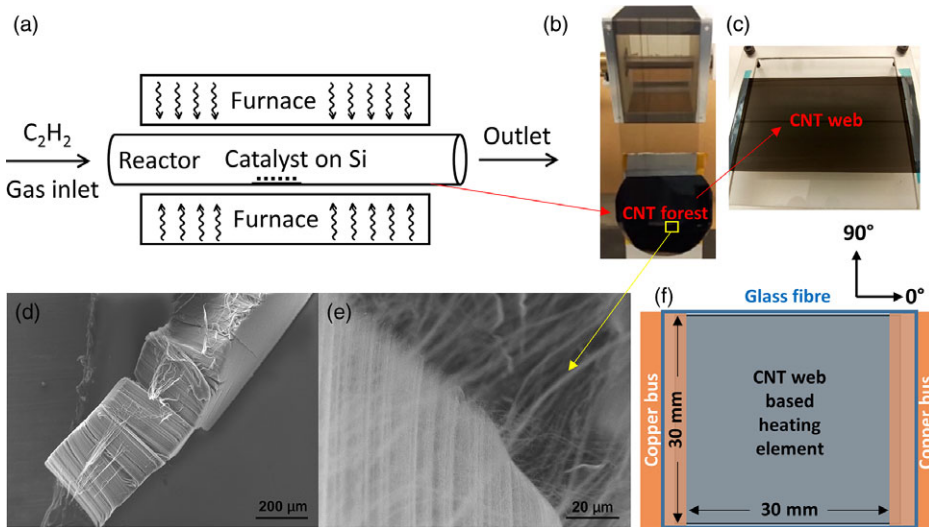 (a)
Furnace
C₂H₂
Gas inlet
Reactor
Catalyst on Si
Outlet
Furnace
(b)
CNT forest
(c)
CNT web
(d)
200 µm
(e)
20 µm
90°
0°
(f)
Glass fibre
Copper bus
30 mm
CNT web
based
heating
element
30 mm
Copper bus